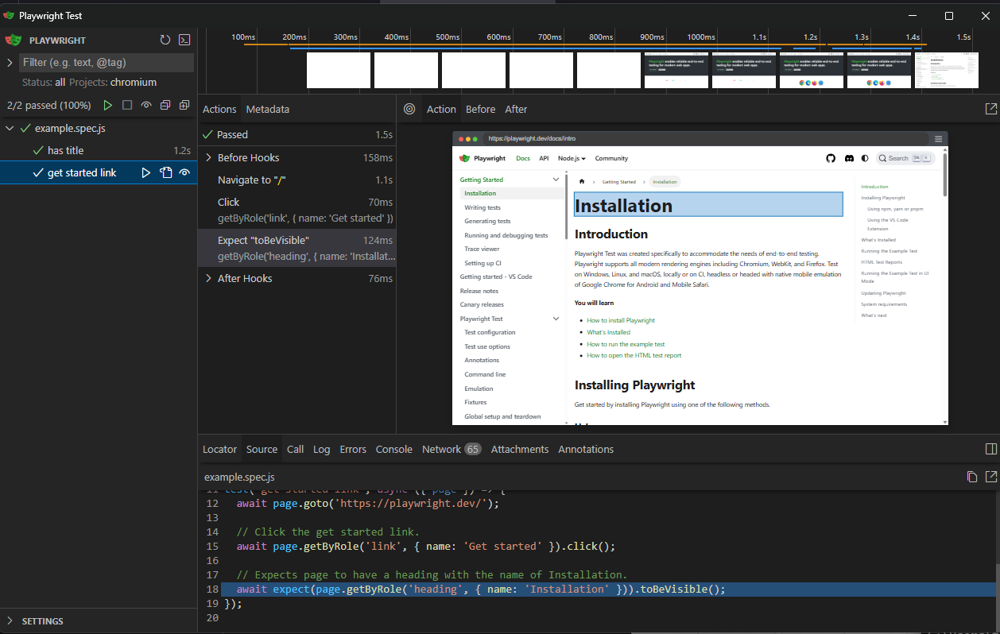 Playwright Test
PLAYWRIGHT
Filter (e.g. text, @tag)
Status: all Projects: chromium
2/2 passed (100%)
example.spec.js
has title 1.2s
get started link
SETTINGS
100ms 200ms 300ms 400ms 500ms 600ms 700ms 800ms 900ms 1000ms 1.1s 1.2s 1.3s 1.4s 1.5s
Actions Metadata
Passed 1.5s
Before Hooks 158ms
Navigate to "/" 1.1s
Click 70ms
getByRole('link', { name: 'Get started' })
Expect "toBeVisible" 124ms
getByRole('heading', { name: 'Installat...
After Hooks 76ms
Action Before After
https://playwright.dev/docs/intro
Playwright Docs API Node.js Community
Search
Getting Started
Installation
Writing tests
Generating tests
Running and debugging tests
Trace viewer
Setting up CI
Getting started - VS Code
Release notes
Canary releases
Playwright Test
Test configuration
Test use options
Annotations
Command line
Emulation
Fixtures
Global setup and teardown
Getting Started Installation
Installation
Introduction
Playwright Test was created specifically to accommodate the needs of end-to-end testing.
Playwright supports all modern rendering engines including Chromium, WebKit, and Firefox. Test
on Windows, Linux, and macOS, locally or on CI, headless or headed with native mobile emulation
of Google Chrome for Android and Mobile Safari.
You will learn
How to install Playwright
What's Installed
How to run the example test
How to open the HTML test report
Installing Playwright
Get started by installing Playwright using one of the following methods.
Introduction
Installing Playwright
Using npm, yarn or pnpm
Using the VS Code
Extension
What's Installed
Running the Example Test
HTML Test Reports
Running the Example Test in UI
Mode
Updating Playwright
System requirements
What's next
Locator Source Call Log Errors Console Network 65 Attachments Annotations
example.spec.js
11 test('get started link', async ({ page }) => {
12 await page.goto('https://playwright.dev/');
13
14 // Click the get started link.
15 await page.getByRole('link', { name: 'Get started' }).click();
16
17 // Expects page to have a heading with the name of Installation.
18 await expect(page.getByRole('heading', { name: 'Installation' })).toBeVisible();
19 });
20